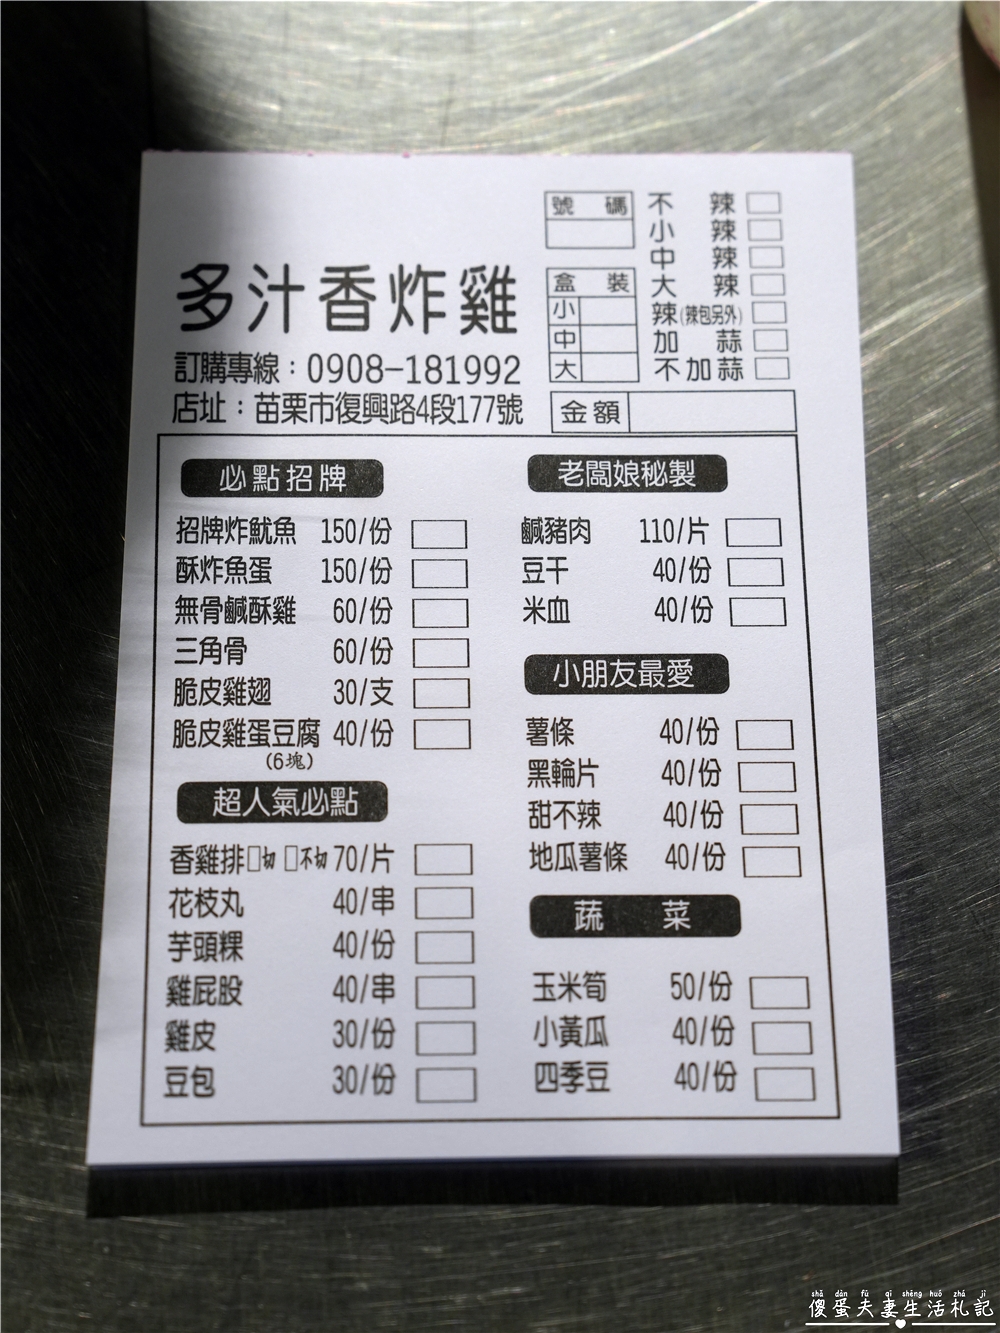 多汁香炸雞
訂購專線：0908-181992
店址：苗栗市復興路4段177號
號 碼
盒 裝
小
中
大
不 辣
小 辣
中 辣
大 辣
辣(辣包另外)
加 蒜
不加蒜
金額
必點招牌
招牌炸魷魚 150/份
酥炸魚蛋 150/份
無骨鹹酥雞 60/份
三角骨 60/份
脆皮雞翅 30/支
脆皮雞蛋豆腐 40/份
(6塊)
超人氣必點
香雞排□切 □不切 70/片
花枝丸 40/串
芋頭粿 40/份
雞屁股 40/串
雞皮 30/份
豆包 30/份
老闆娘秘製
鹹豬肉 110/片
豆干 40/份
米血 40/份
小朋友最愛
薯條 40/份
黑輪片 40/份
甜不辣 40/份
地瓜薯條 40/份
蔬 菜
玉米筍 50/份
小黃瓜 40/份
四季豆 40/份
shǎ dàn fū qī shēng huó zhá jì
傻蛋夫妻生活札記